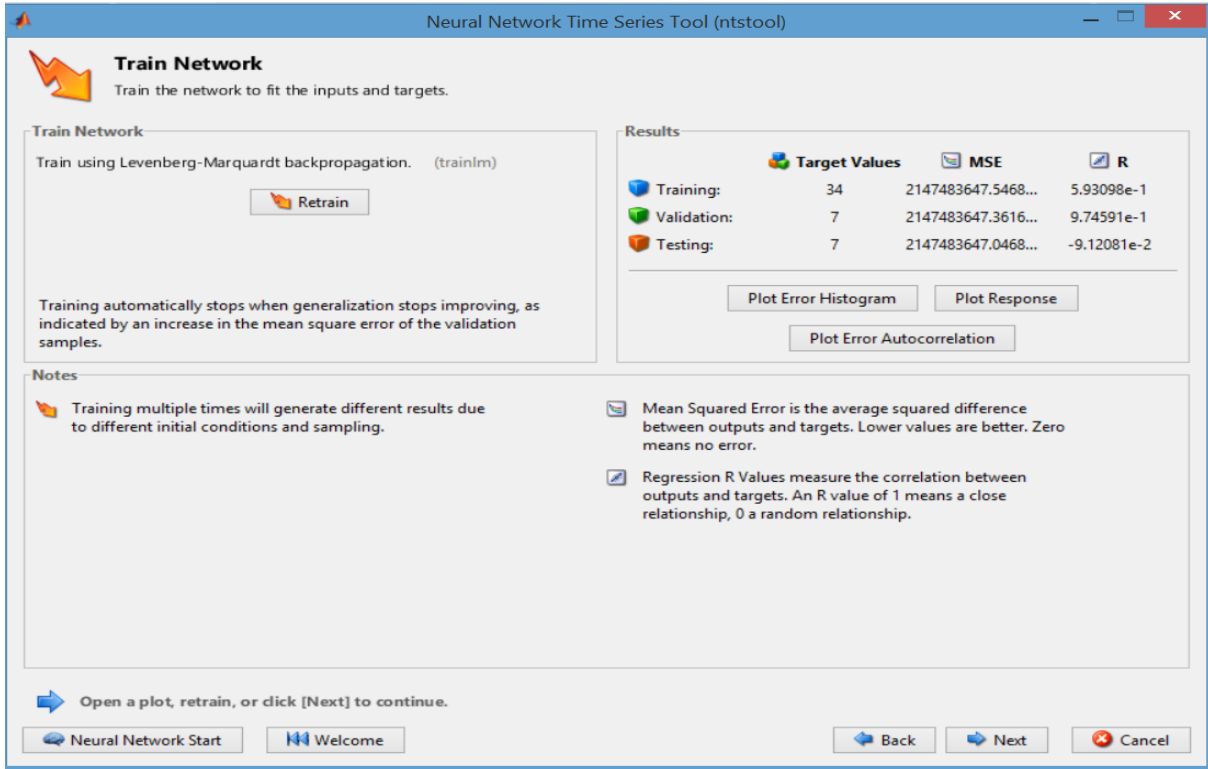 Neural Network Time Series Tool (ntstool)
Train Network
Train the network to fit the inputs and targets.
Train Network
Train using Levenberg-Marquardt backpropagation. (trainlm)
Retrain
Training automatically stops when generalization stops improving, as
indicated by an increase in the mean square error of the validation
samples.
Results
Target Values MSE R
Training: 34 2147483647.5468... 5.93098e-1
Validation: 7 2147483647.3616... 9.74591e-1
Testing: 7 2147483647.0468... -9.12081e-2
Plot Error Histogram Plot Response
Plot Error Autocorrelation
Notes
Training multiple times will generate different results due
to different initial conditions and sampling.
Mean Squared Error is the average squared difference
between outputs and targets. Lower values are better. Zero
means no error.
Regression R Values measure the correlation between
outputs and targets. An R value of 1 means a close
relationship, 0 a random relationship.
Open a plot, retrain, or click [Next] to continue.
Neural Network Start Welcome Back Next Cancel